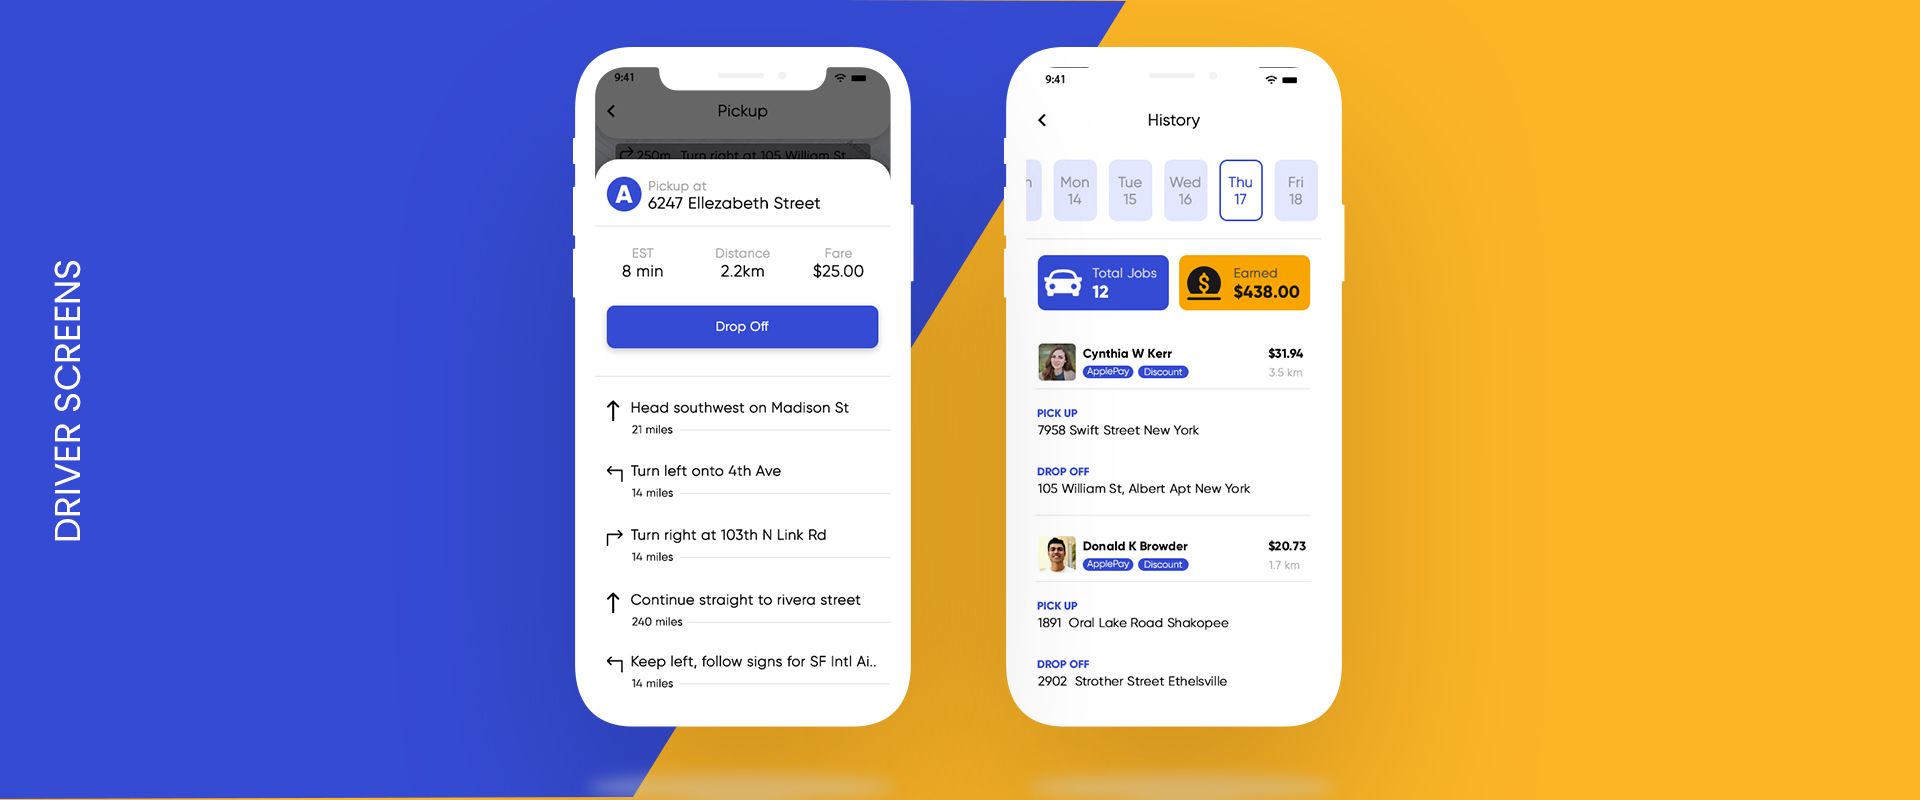 DRIVER SCREENS
9:41
Pickup
250m Turn right at 105 William St..
A
Pickup at
6247 Ellezabeth Street
EST
8 min
Distance
2.2km
Fare
$25.00
Drop Off
Head southwest on Madison St
21 miles
Turn left onto 4th Ave
14 miles
Turn right at 103th N Link Rd
14 miles
Continue straight to rivera street
240 miles
Keep left, follow signs for SF Intl Ai..
14 miles
9:41
History
Mon
14
Tue
15
Wed
16
Thu
17
Fri
18
Total Jobs
12
$
Earned
$438.00
Cynthia W Kerr
$31.94
ApplePay Discount
3.5 km
PICK UP
7958 Swift Street New York
DROP OFF
105 William St, Albert Apt New York
Donald K Browder
$20.73
ApplePay Discount
1.7 km
PICK UP
1891 Oral Lake Road Shakopee
DROP OFF
2902 Strother Street Ethelsville